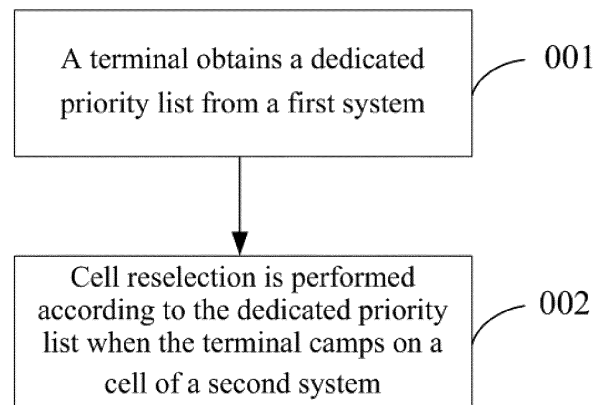 A terminal obtains a dedicated
priority list from a first system
001
Cell reselection is performed
according to the dedicated priority
list when the terminal camps on a
cell of a second system
002